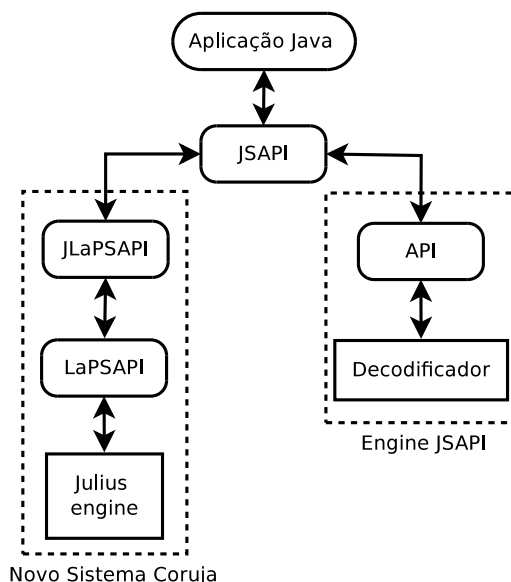 Aplicação Java
JSAPI
JLaPSAPI
API
LaPSAPI
Decodificador
Engine JSAPI
Julius
engine
Novo Sistema Coruja